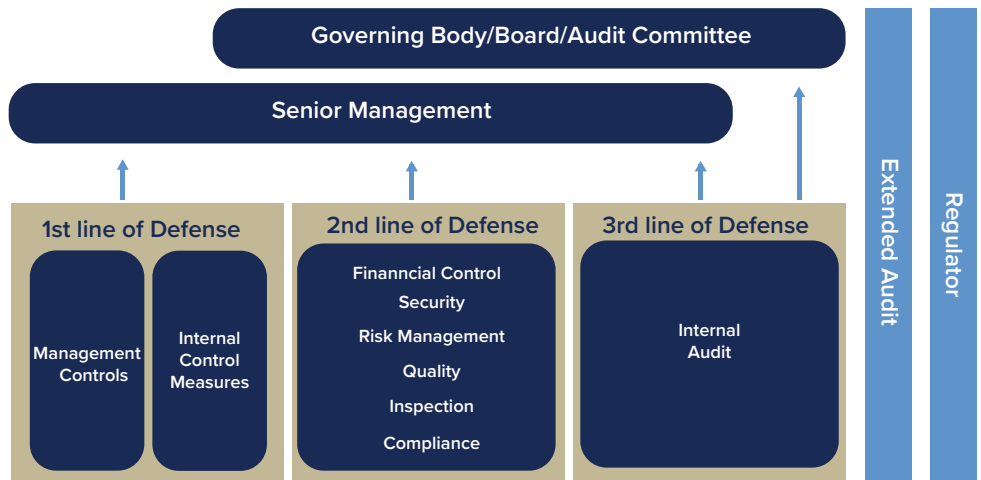 Governing Body/Board/Audit Committee
Senior Management
1st line of Defense
Management
Controls
Internal
Control
Measures
2nd line of Defense
Finanncial Control
Security
Risk Management
Quality
Inspection
Compliance
3rd line of Defense
Internal
Audit
Extended Audit
Regulator